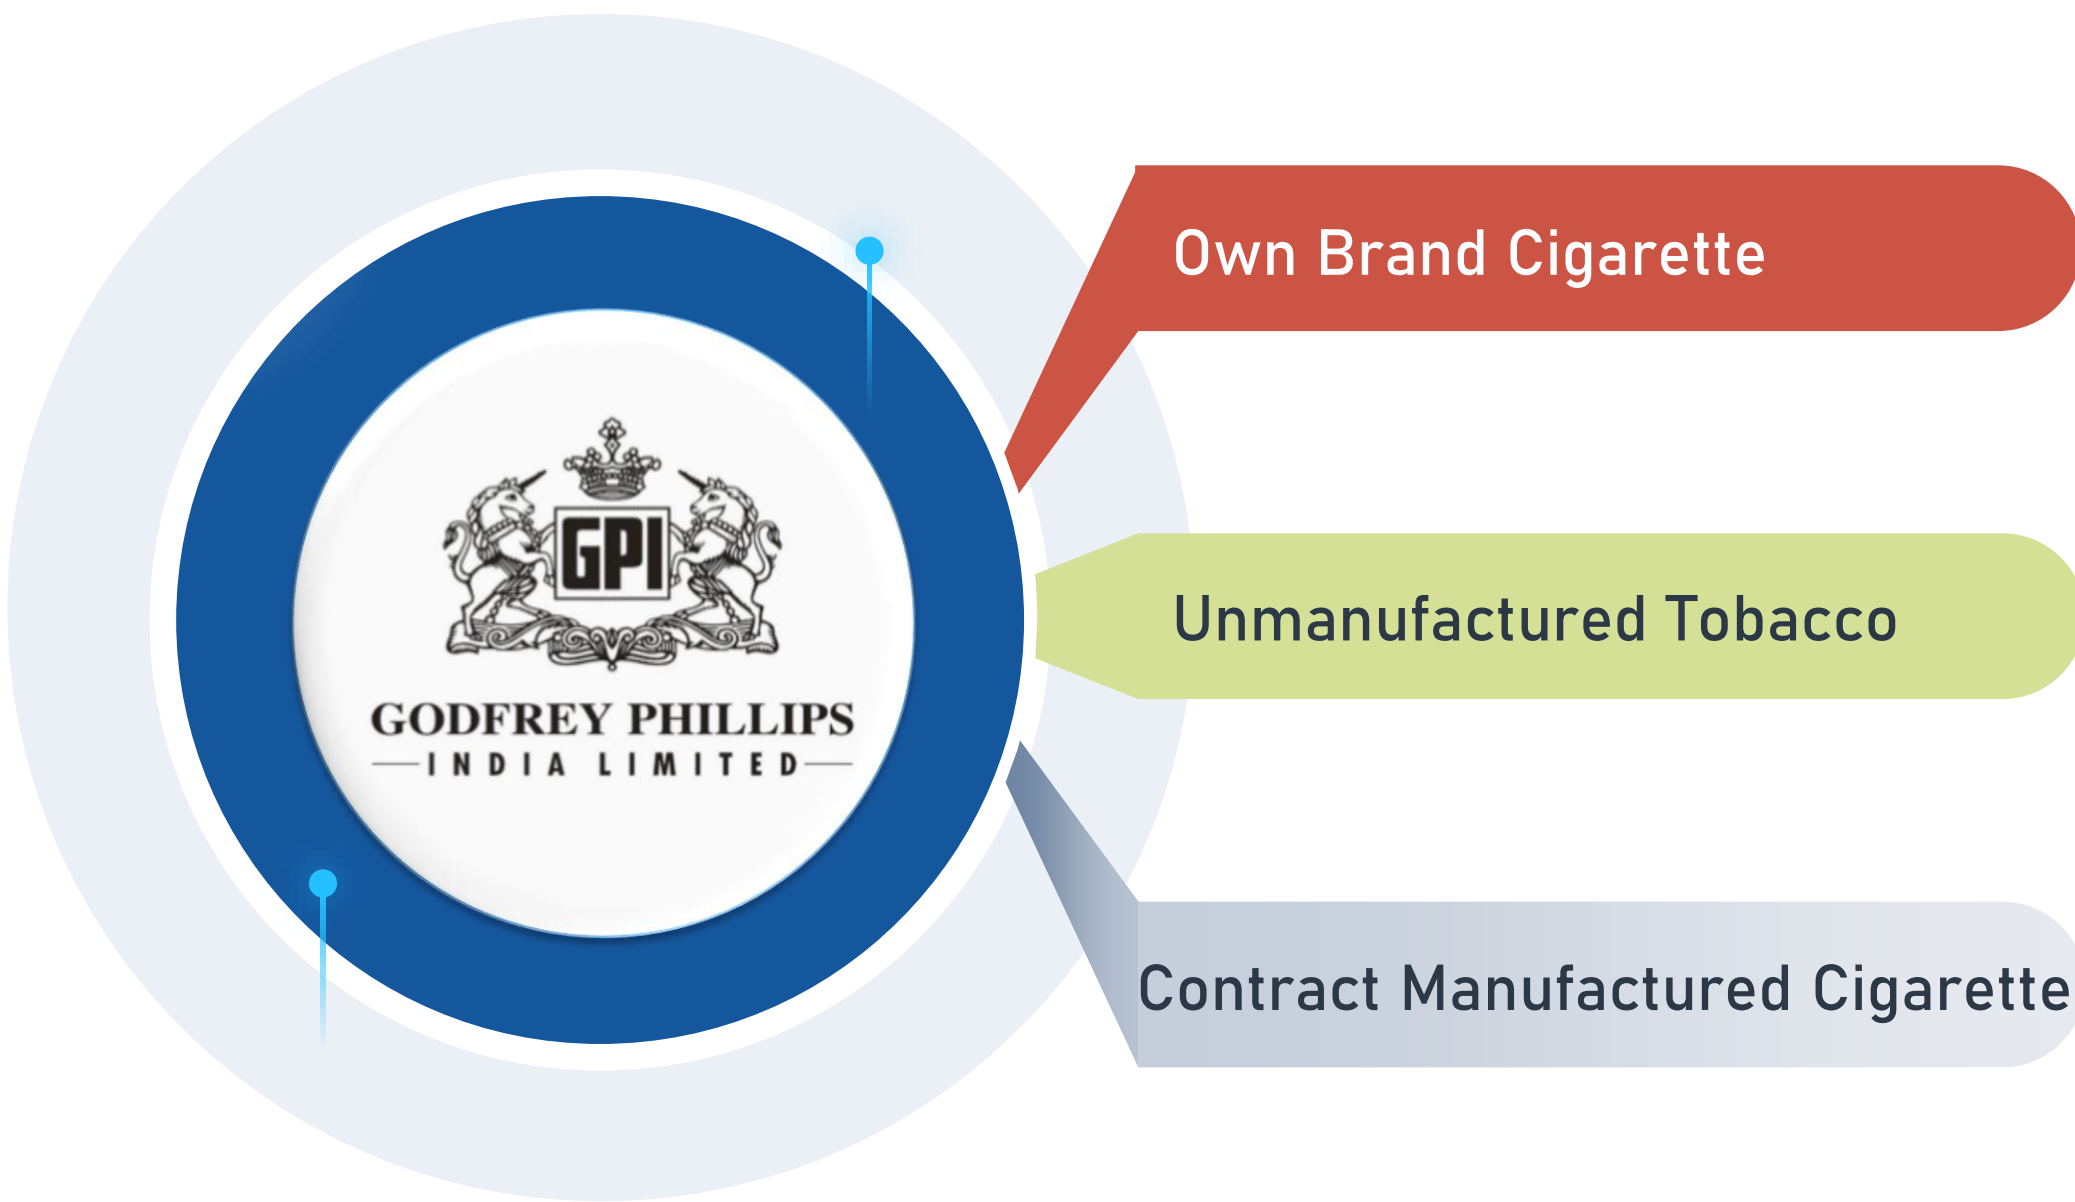 GPI
GODFREY PHILLIPS
INDIA LIMITED
Own Brand Cigarette
Unmanufactured Tobacco
Contract Manufactured Cigarette